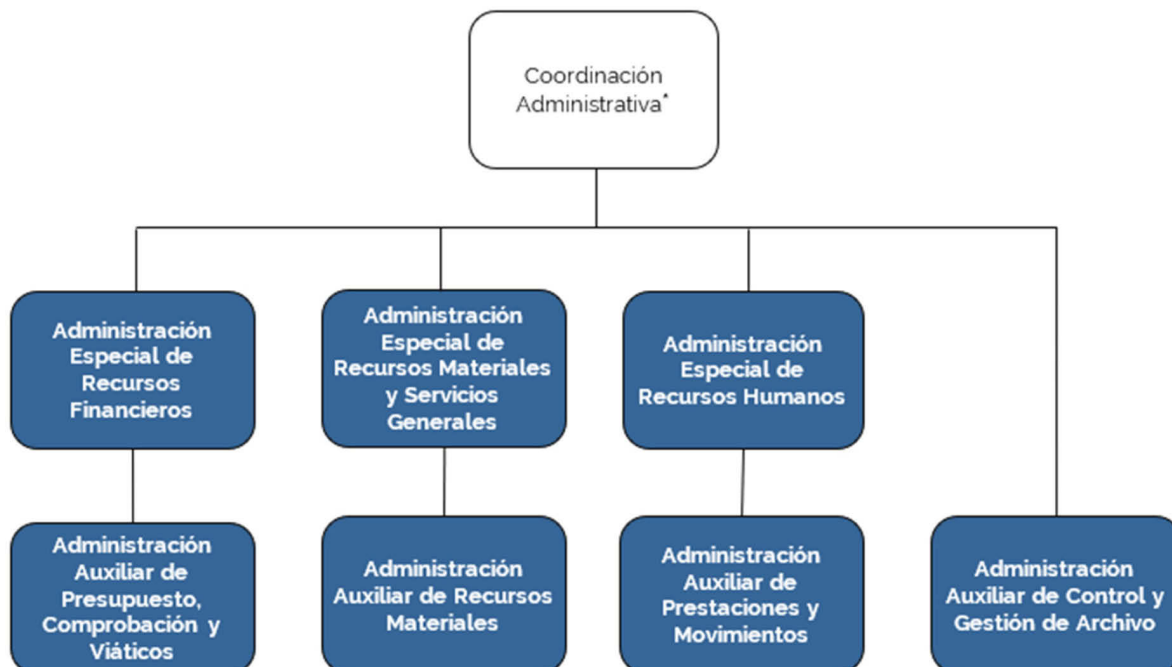 Coordinación
Administrativa*
Administración
Especial de
Recursos
Financieros
Administración
Especial de
Recursos Materiales
y Servicios
Generales
Administración
Especial de
Recursos Humanos
Administración
Auxiliar de
Presupuesto,
Comprobación y
Viáticos
Administración
Auxiliar de Recursos
Materiales
Administración
Auxiliar de
Prestaciones y
Movimientos
Administración
Auxiliar de Control y
Gestión de Archivo